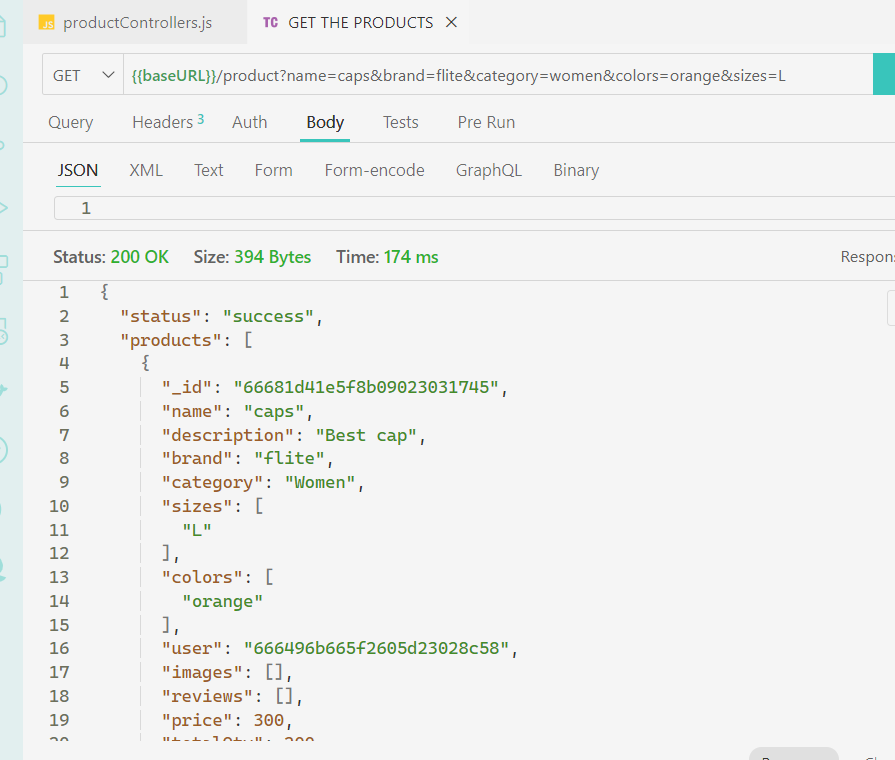 JS productControllers.js TC GET THE PRODUCTS
GET {{baseURL}}/product?name=caps&brand=flite&category=women&colors=orange&sizes=L
Query Headers 3 Auth Body Tests Pre Run
JSON XML Text Form Form-encode GraphQL Binary
1
Status: 200 OK Size: 394 Bytes Time: 174 ms
1 {
2 "status": "success",
3 "products": [
4 {
5 "_id": "66681d41e5f8b09023031745",
6 "name": "caps",
7 "description": "Best cap",
8 "brand": "flite",
9 "category": "Women",
10 "sizes": [
11 "L"
12 ],
13 "colors": [
14 "orange"
15 ],
16 "user": "666496b665f2605d23028c58",
17 "images": [],
18 "reviews": [],
19 "price": 300,